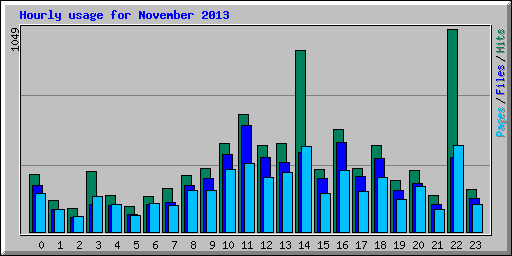 Hourly usage for November 2013
1049
Pages / Files / Hits
0 1 2 3 4 5 6 7 8 9 10 11 12 13 14 15 16 17 18 19 20 21 22 23